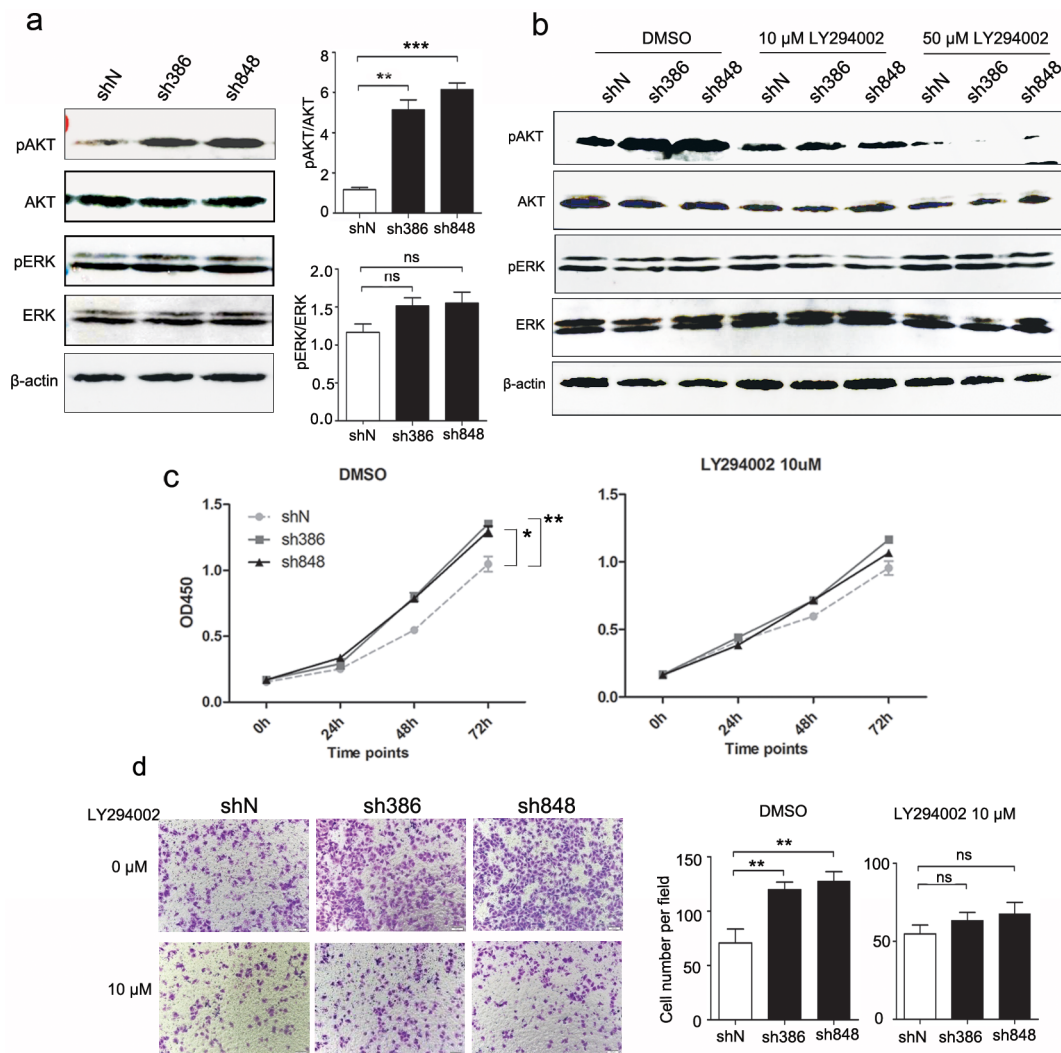 a
shN sh386 sh848
pAKT
AKT
pERK
ERK
β-actin
pAKT/AKT
8
6
4
2
0
**
***
shN sh386 sh848
pERK/ERK
2.0
1.5
1.0
0.5
0.0
ns
ns
shN sh386 sh848
b
DMSO 10 µM LY294002 50 µM LY294002
shN sh386 sh848 shN sh386 sh848 shN sh386 sh848
pAKT
AKT
pERK
ERK
β-actin
c
DMSO
OD450
1.5
1.0
0.5
0.0
shN
sh386
sh848
* **
0h 24h 48h 72h
Time points
LY294002 10uM
1.5
1.0
0.5
0.0
0h 24h 48h 72h
Time points
d
LY294002
shN sh386 sh848
0 µM
10 µM
DMSO
Cell number per field
150
100
50
0
**
**
shN sh386 sh848
LY294002 10 µM
100
50
0
ns
ns
shN sh386 sh848